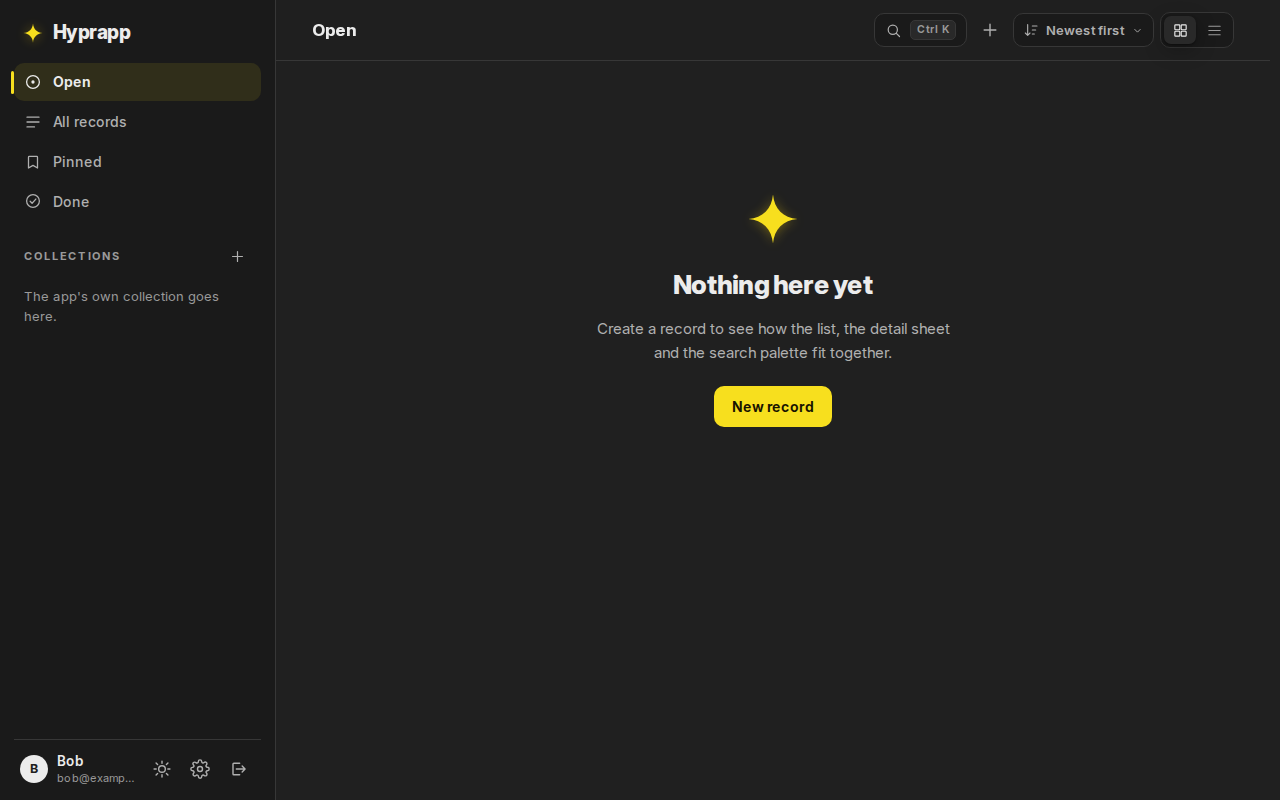 Hyprapp
Open
All records
Pinned
Done
COLLECTIONS
The app's own collection goes
here.
B
Bob
bob@examp...
Open
Ctrl K
Newest first
Nothing here yet
Create a record to see how the list, the detail sheet
and the search palette fit together.
New record